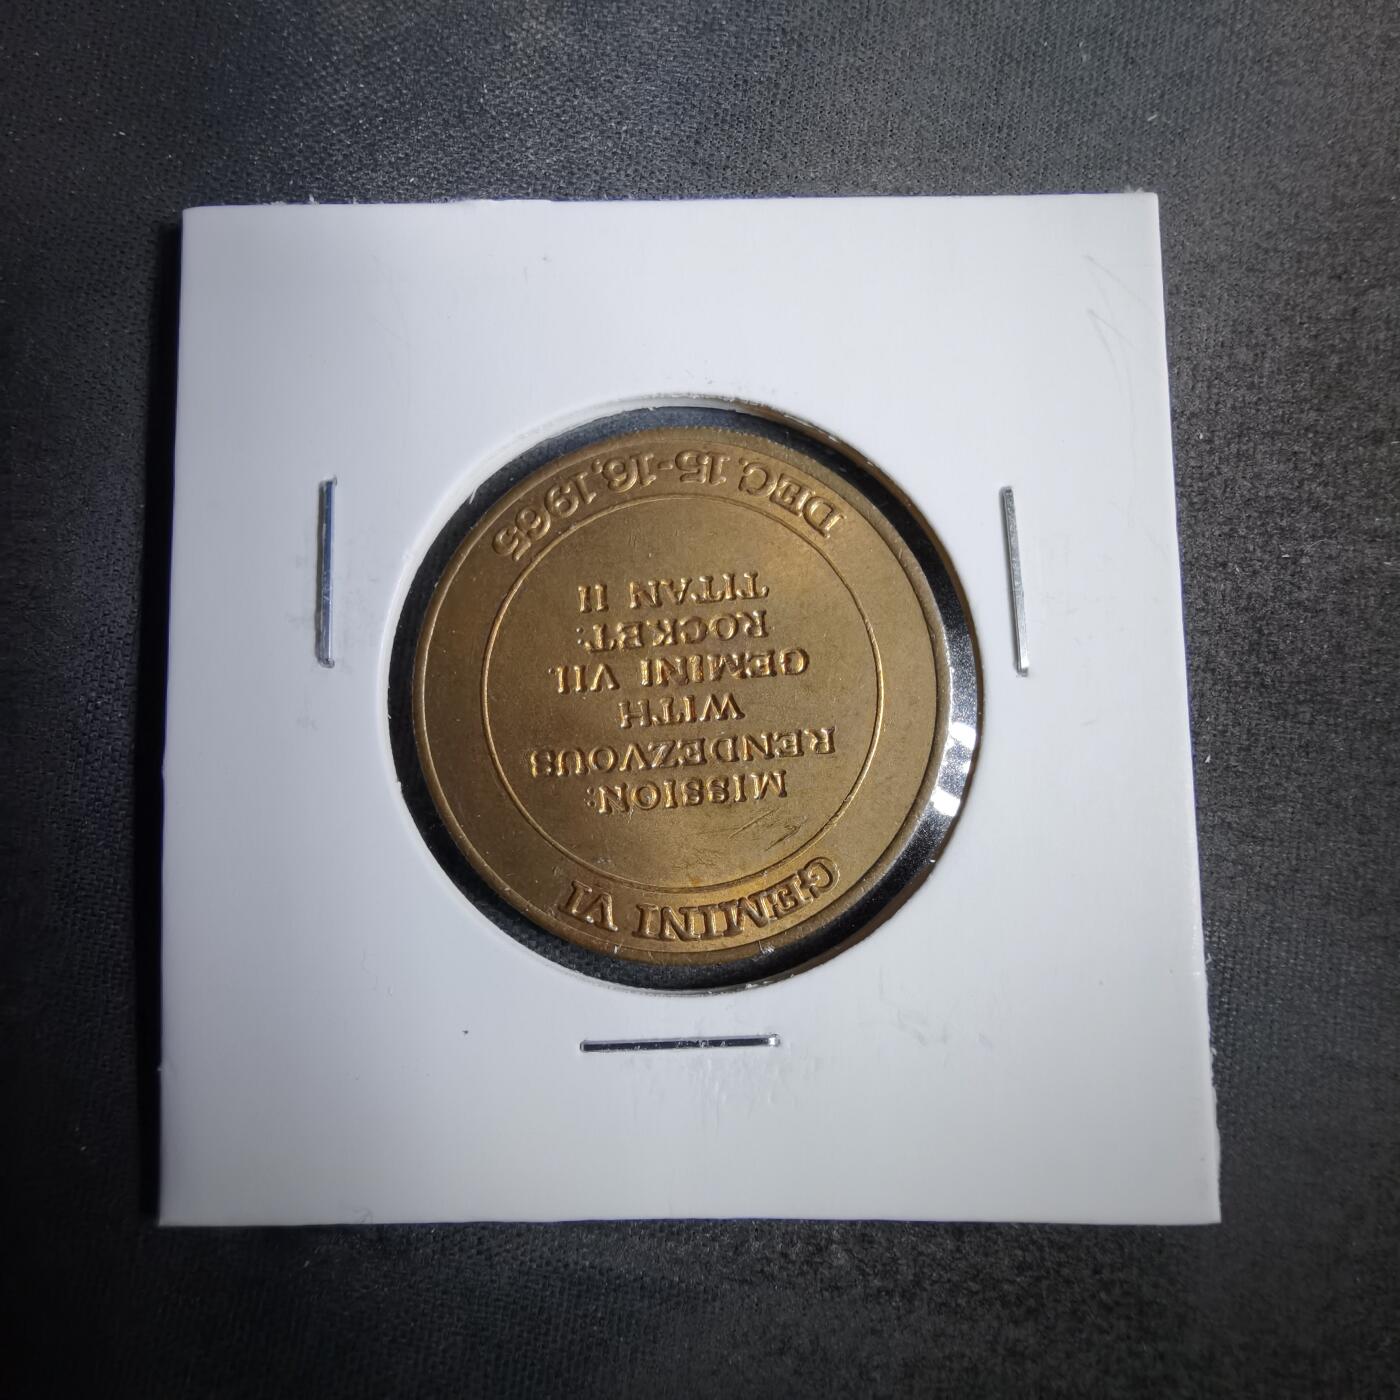 GEMINI VI
MISSION:
RENDEZVOUS
WITH
GEMINI VII.
ROCKET:
TITAN II
DEC. 15-16, 1965